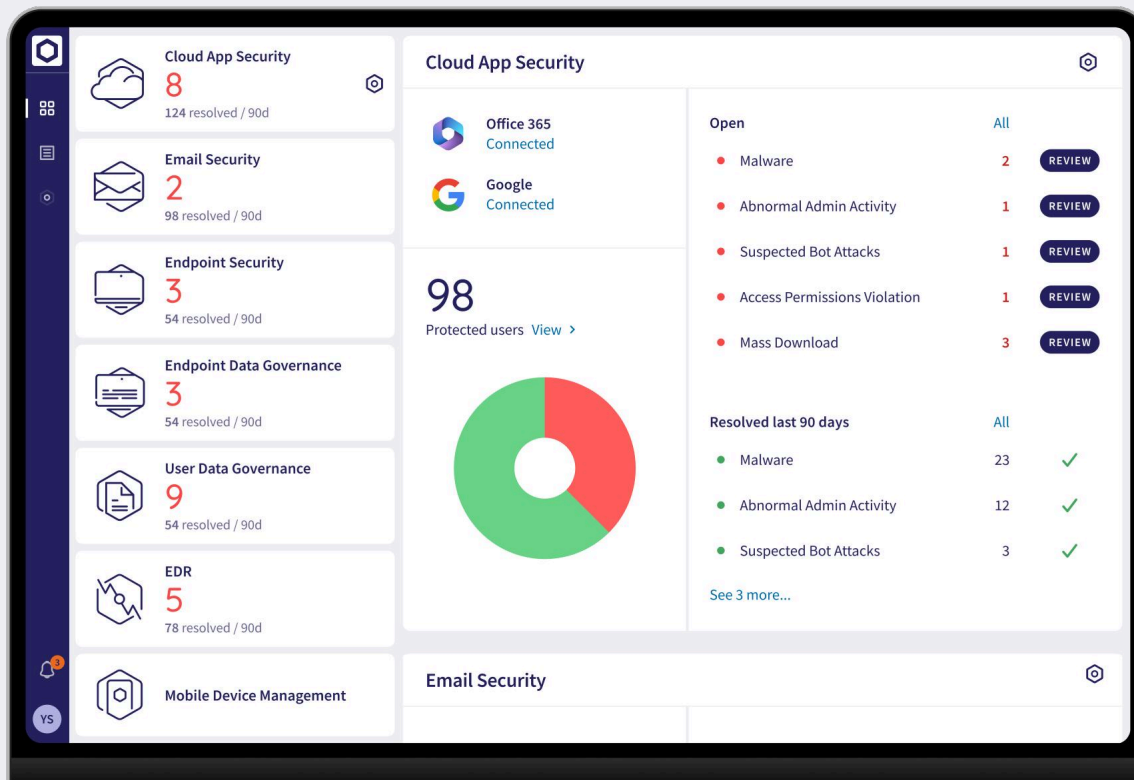 Cloud App Security
8
124 resolved / 90d
Email Security
2
98 resolved / 90d
Endpoint Security
3
54 resolved / 90d
Endpoint Data Governance
3
54 resolved / 90d
User Data Governance
9
54 resolved / 90d
EDR
5
78 resolved / 90d
Mobile Device Management
3
YS
Cloud App Security
Office 365
Connected
Google
Connected
98
Protected users View >
Open All
Malware 2 REVIEW
Abnormal Admin Activity 1 REVIEW
Suspected Bot Attacks 1 REVIEW
Access Permissions Violation 1 REVIEW
Mass Download 3 REVIEW
Resolved last 90 days All
Malware 23
Abnormal Admin Activity 12
Suspected Bot Attacks 3
See 3 more...
Email Security